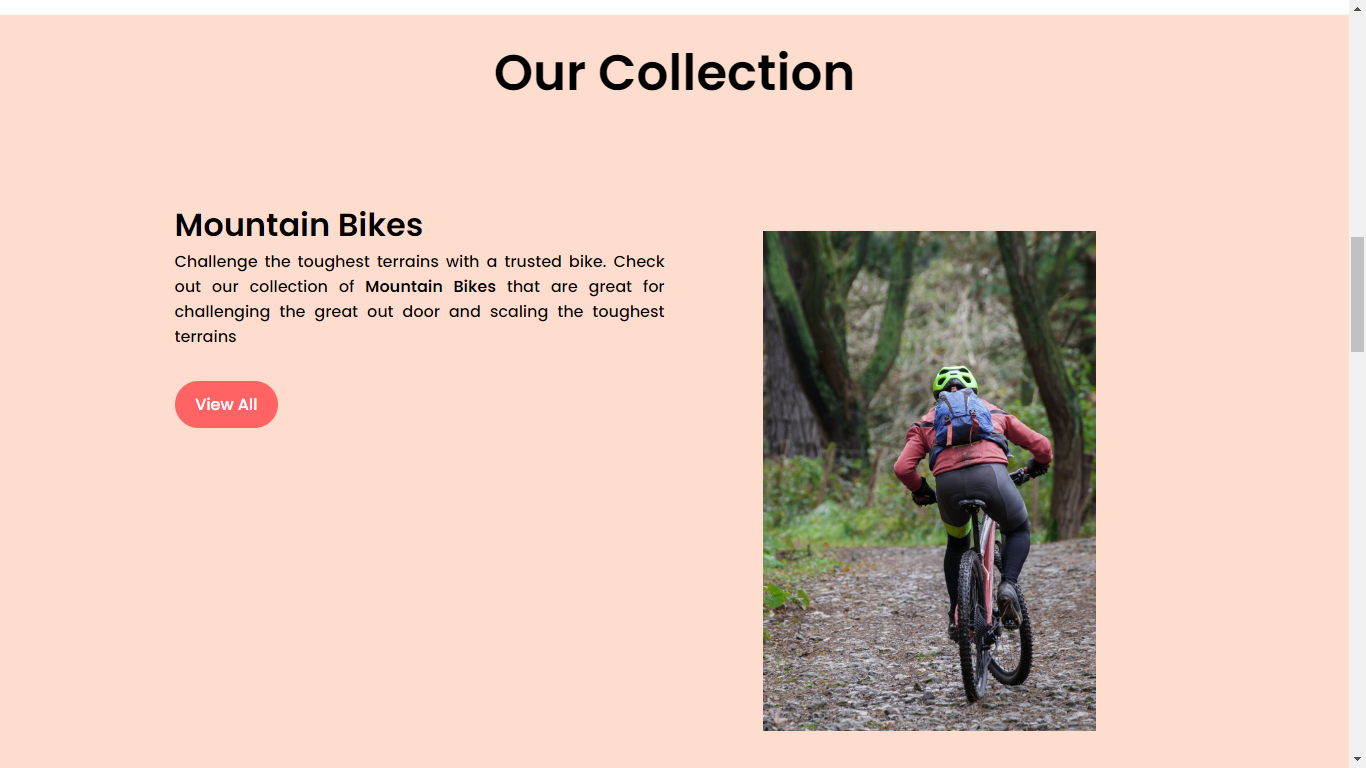 Our Collection
Mountain Bikes
Challenge the toughest terrains with a trusted bike. Check
out our collection of Mountain Bikes that are great for
challenging the great out door and scaling the toughest
terrains
View All